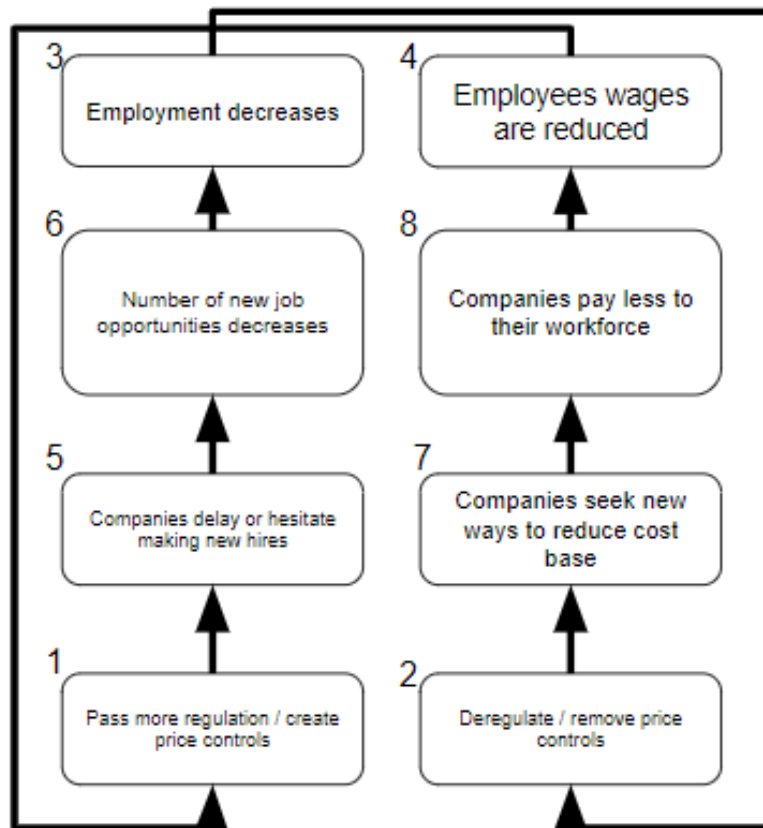 3
Employment decreases
4
Employees wages
are reduced
6
Number of new job
opportunities decreases
8
Companies pay less to
their workforce
5
Companies delay or hesitate
making new hires
7
Companies seek new
ways to reduce cost
base
1
Pass more regulation / create
price controls
2
Deregulate / remove price
controls